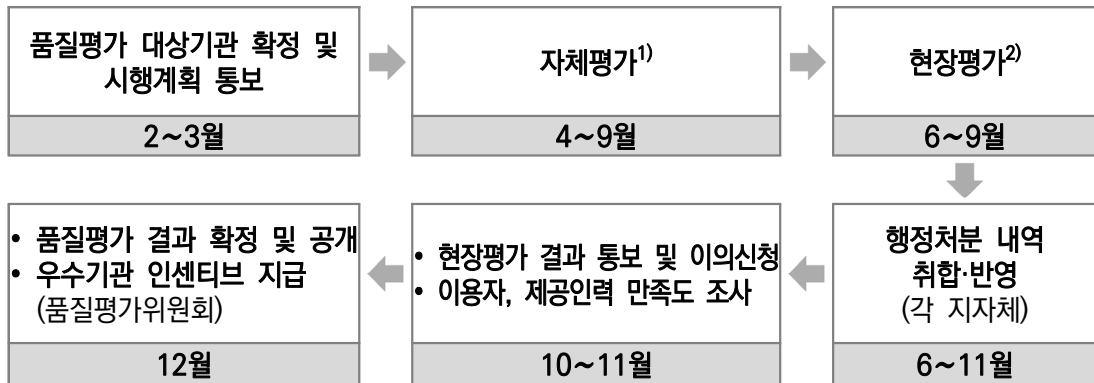 품질평가 대상기관 확정 및
시행계획 통보
2~3월
자체평가1)
4~9월
현장평가2)
6~9월
행정처분 내역
취합·반영
(각 지자체)
6~11월
• 현장평가 결과 통보 및 이의신청
• 이용자, 제공인력 만족도 조사
10~11월
• 품질평가 결과 확정 및 공개
• 우수기관 인센티브 지급
(품질평가위원회)
12월